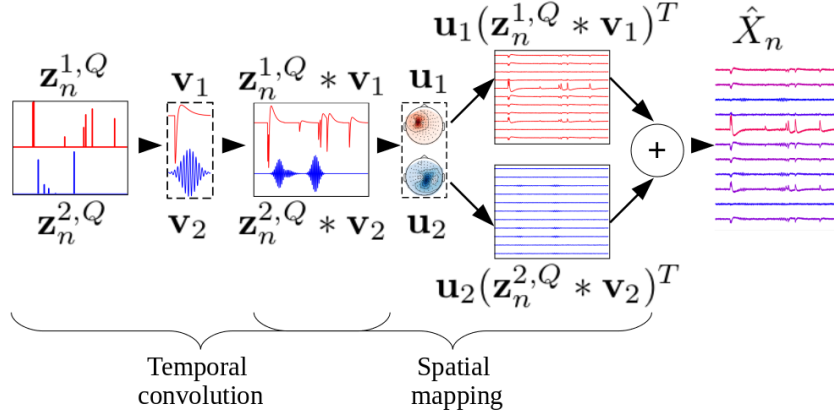 u₁(z_n^{1,Q} * v₁)^T
X̂_n
z_n^{1,Q}
v₁
z_n^{1,Q} * v₁
u₁
+
z_n^{2,Q}
v₂
z_n^{2,Q} * v₂
u₂
u₂(z_n^{2,Q} * v₂)^T
Temporal
convolution
Spatial
mapping